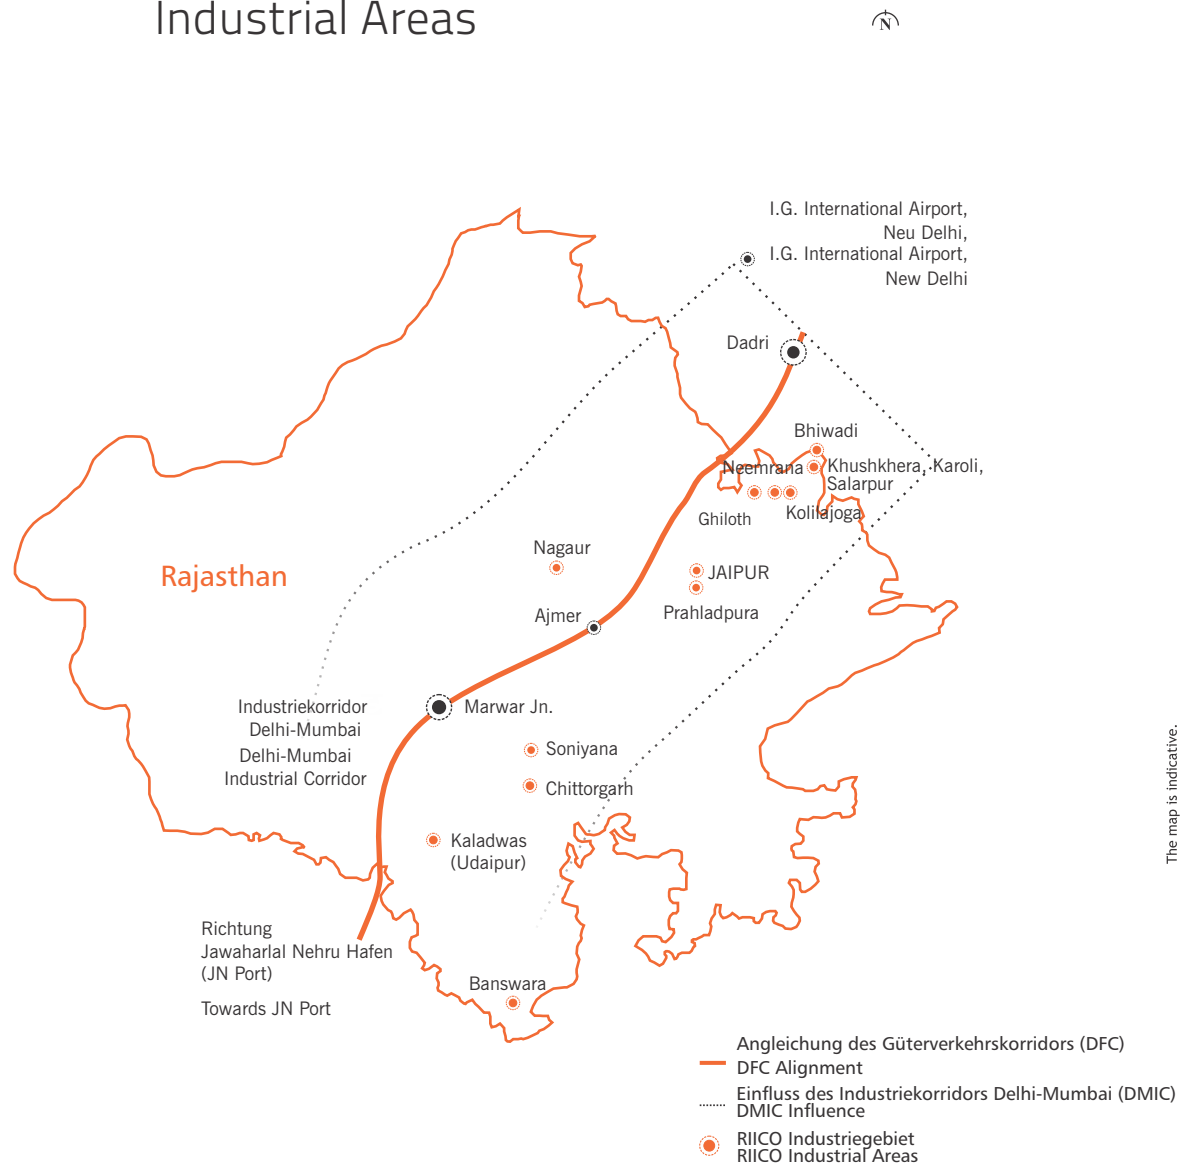 Industrial Areas
N
I.G. International Airport,
Neu Delhi,
I.G. International Airport,
New Delhi
Dadri
Bhiwadi
Neemrana
Khushkhera, Karoli,
Salarpur
Ghiloth
Kolilajoga
Nagaur
JAIPUR
Rajasthan
Prahladpura
Ajmer
Industriekorridor
Delhi-Mumbai
Delhi-Mumbai
Industrial Corridor
Marwar Jn.
Soniyana
Chittorgarh
Kaladwas
(Udaipur)
Richtung
Jawaharlal Nehru Hafen
(JN Port)
Towards JN Port
Banswara
The map is indicative.
Angleichung des Güterverkehrskorridors (DFC)
DFC Alignment
Einfluss des Industriekorridors Delhi-Mumbai (DMIC)
DMIC Influence
RIICO Industriegebiet
RIICO Industrial Areas